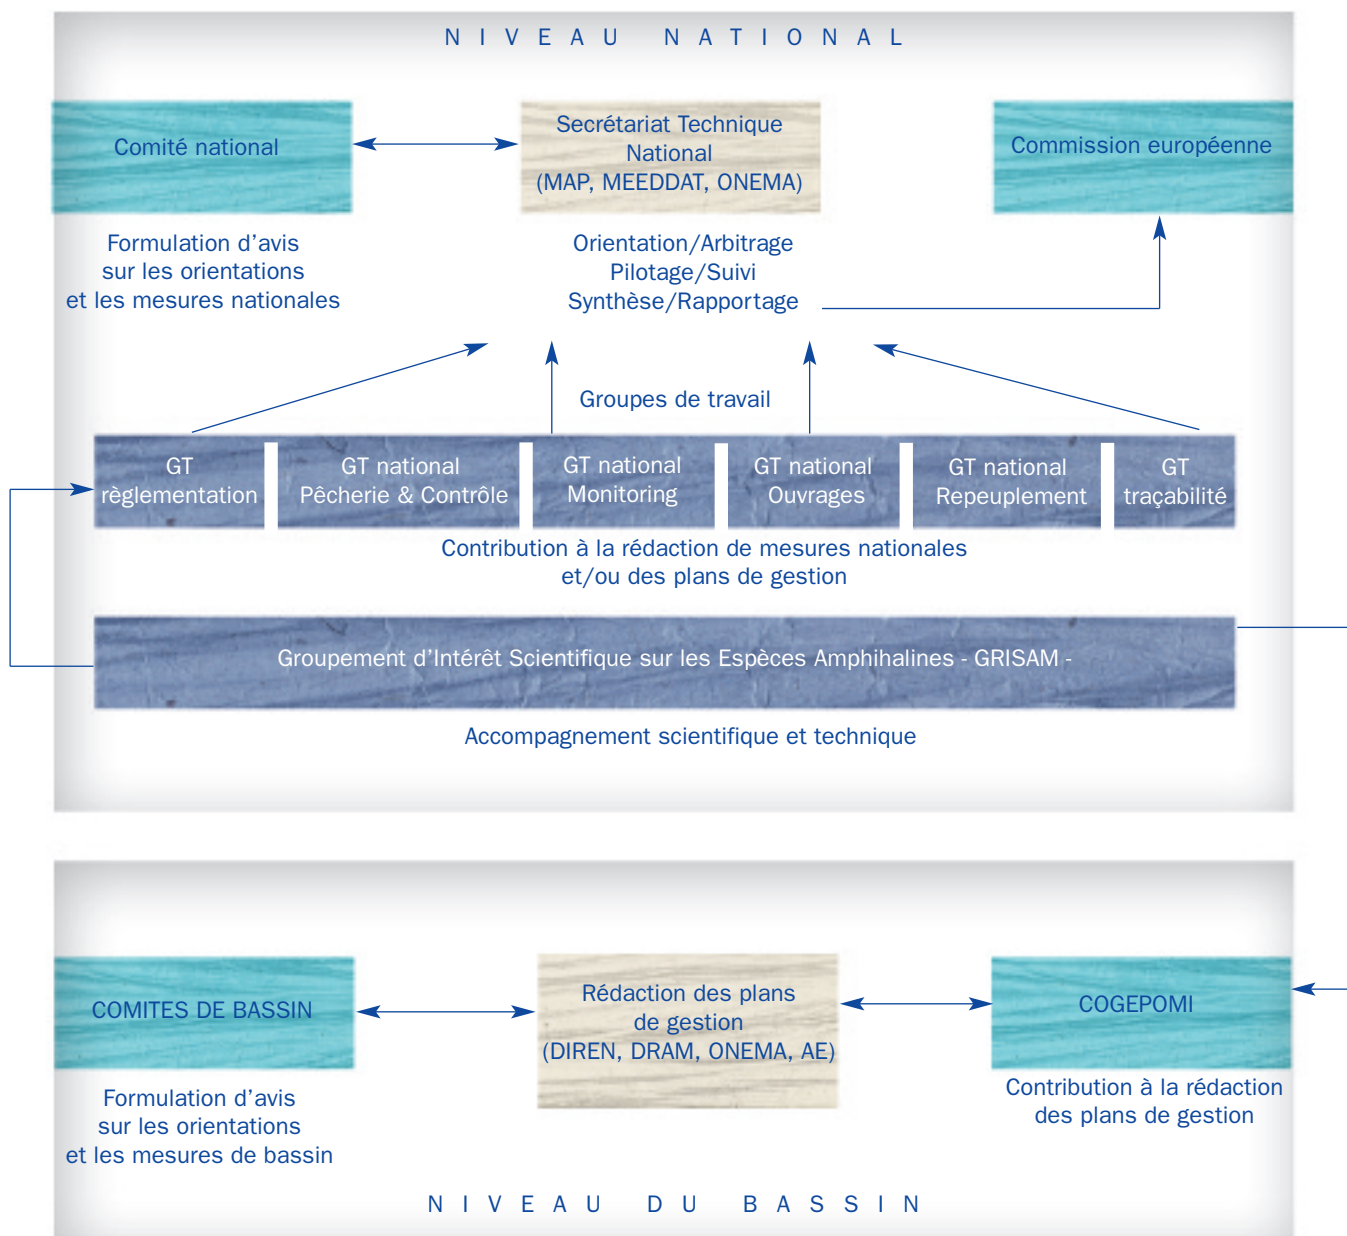 NIVEAU NATIONAL
Comité national
Secrétariat Technique
National
(MAP, MEEDDAT, ONEMA)
Commission européenne
Formulation d'avis
sur les orientations
et les mesures nationales
Orientation/Arbitrage
Pilotage/Suivi
Synthèse/Rapportage
Groupes de travail
GT
règlementation
GT national
Pêcherie & Contrôle
GT national
Monitoring
GT national
Ouvrages
GT national
Repeuplement
GT
traçabilité
Contribution à la rédaction de mesures nationales
et/ou des plans de gestion
Groupement d'Intérêt Scientifique sur les Espèces Amphihalines - GRISAM -
Accompagnement scientifique et technique
COMITES DE BASSIN
Rédaction des plans
de gestion
(DIREN, DRAM, ONEMA, AE)
COGEPOMI
Formulation d'avis
sur les orientations
et les mesures de bassin
Contribution à la rédaction
des plans de gestion
NIVEAU DU BASSIN